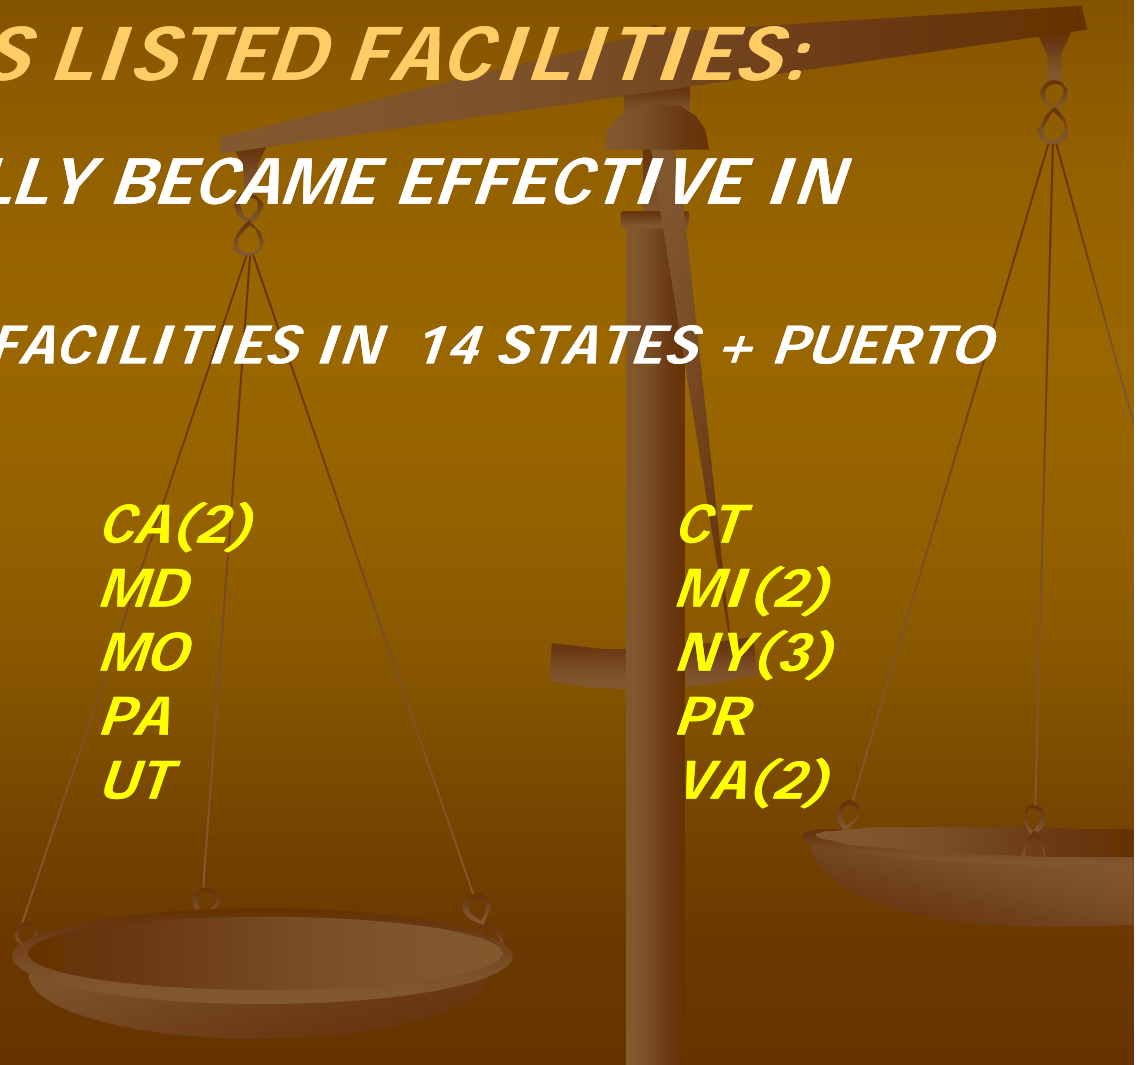 S LISTED FACILITIES:
LLY BECAME EFFECTIVE IN
FACILITIES IN 14 STATES + PUERTO
CA(2) CT
MD MI(2)
MO NY(3)
PA PR
UT VA(2)